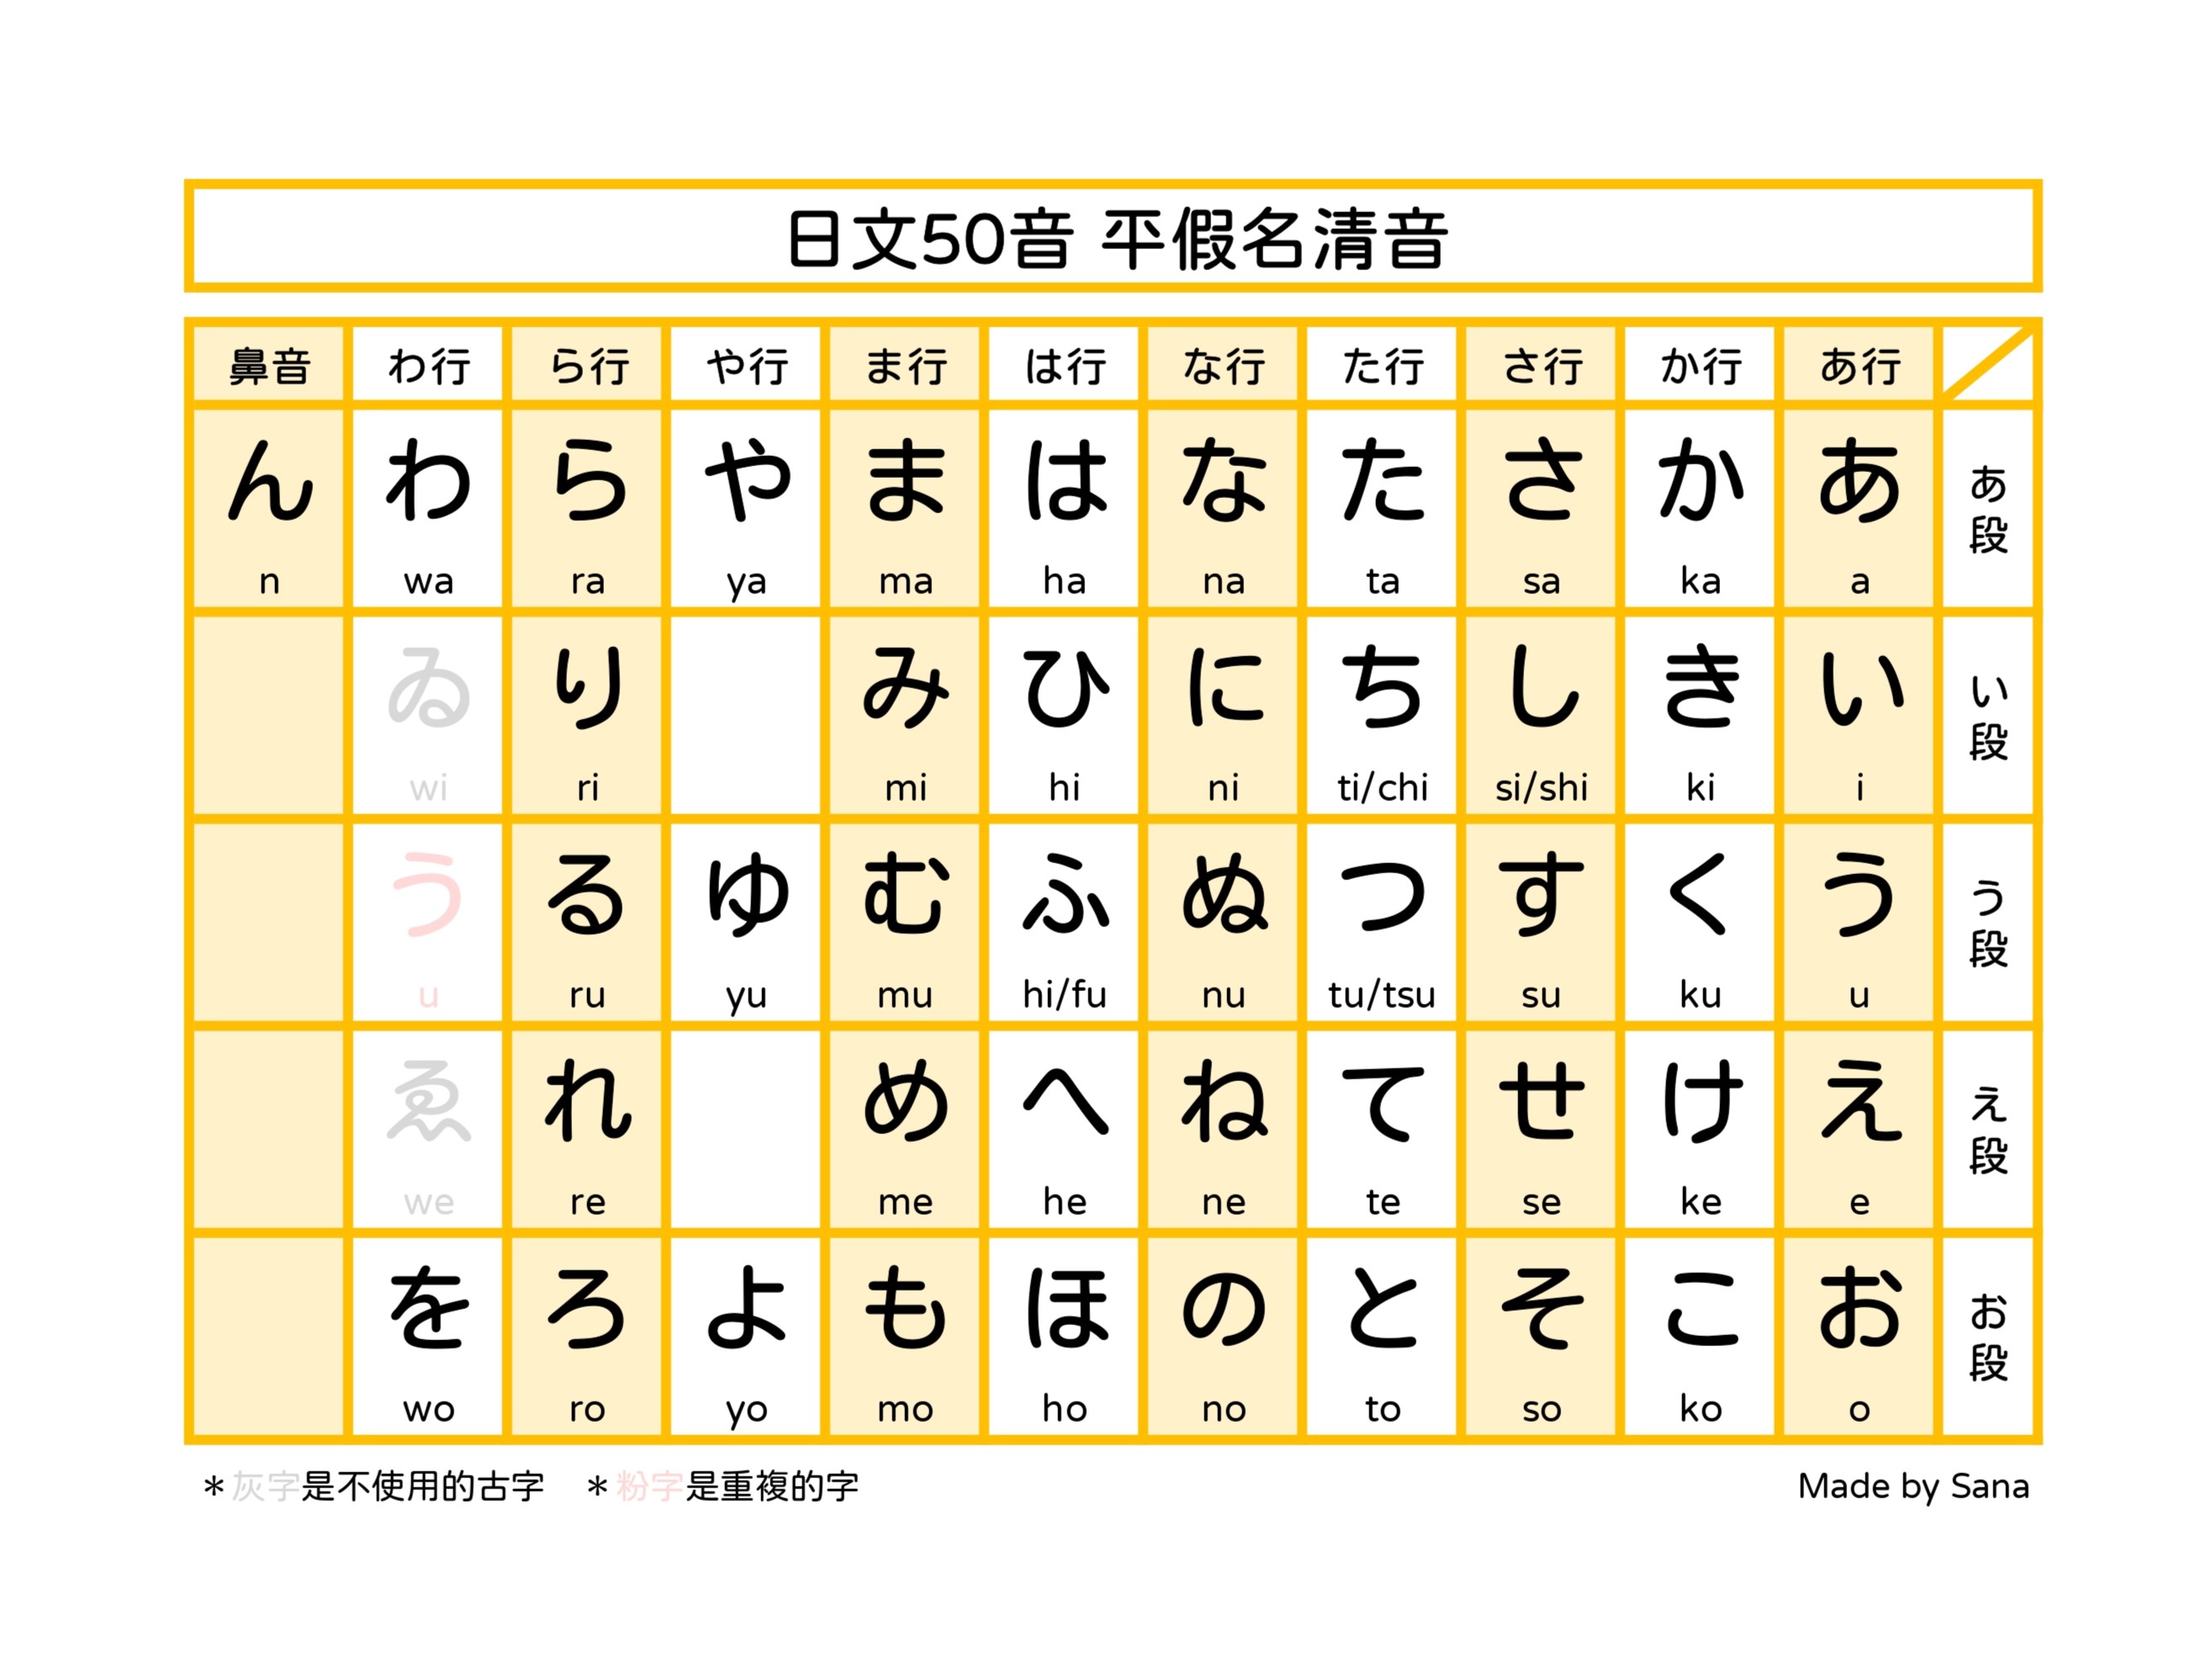 日文50音 平假名清音
鼻音 わ行 ら行 や行 ま行 は行 な行 た行 さ行 か行 あ行
ん わ ら や ま は な た さ か あ あ段
n wa ra ya ma ha na ta sa ka a
ゐ り み ひ に ち し き い い段
wi ri mi hi ni ti/chi si/shi ki i
う る ゆ む ふ ぬ つ す く う う段
u ru yu mu hi/fu nu tu/tsu su ku u
ゑ れ め へ ね て せ け え え段
we re me he ne te se ke e
を ろ よ も ほ の と そ こ お お段
wo ro yo mo ho no to so ko o
*灰字是不使用的古字 *粉字是重複的字 Made by Sana